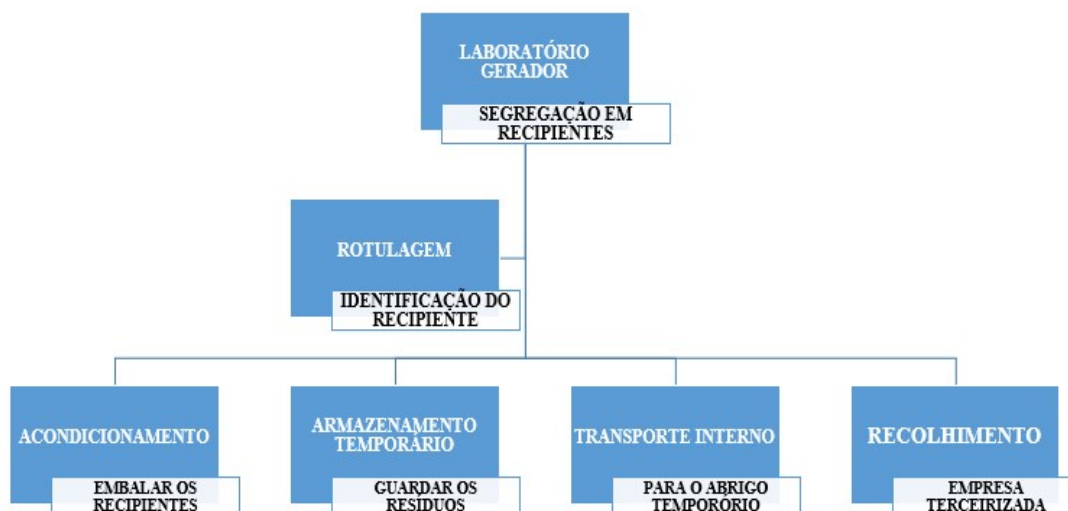 LABORATÓRIO
GERADOR
SEGREGAÇÃO EM
RECIPIENTES
ROTULAGEM
IDENTIFICAÇÃO DO
RECIPIENTE
ACONDICIONAMENTO
EMBALAR OS
RECIPIENTES
ARMAZENAMENTO
TEMPORÁRIO
GUARDAR OS
RESÍDUOS
TRANSPORTE INTERNO
PARA O ABRIGO
TEMPORÓRIO
RECOLHIMENTO
EMPRESA
TERCEIRIZADA